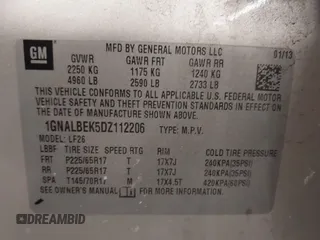 GM
MFD BY GENERAL MOTORS LLC
01/13
GVWR GAWR FRT GAWR RR
2250 KG 1175 KG 1240 KG
4960 LB 2590 LB 2733 LB
THIS VEHICLE CONFORMS TO ALL APPLICABLE U.S. FEDERAL MOTOR
VEHICLE SAFETY, BUMPER, AND THEFT PREVENTION STANDARDS
IN EFFECT ON THE DATE OF MANUFACTURE SHOWN ABOVE.
1GNALBEK5DZ112206 TYPE: M.P.V.
MODEL: LF26
LBBF TIRE SIZE SPEED RTG RIM COLD TIRE PRESSURE
FRT P225/65R17 T 17X7J 240KPA(35PSI)
RR P225/65R17 T 17X7J 240KPA(35PSI)
SPA T145/70R17 M 17X4.5T 420KPA(60PSI)
SEE OWNER'S MANUAL FOR
DREAMBID